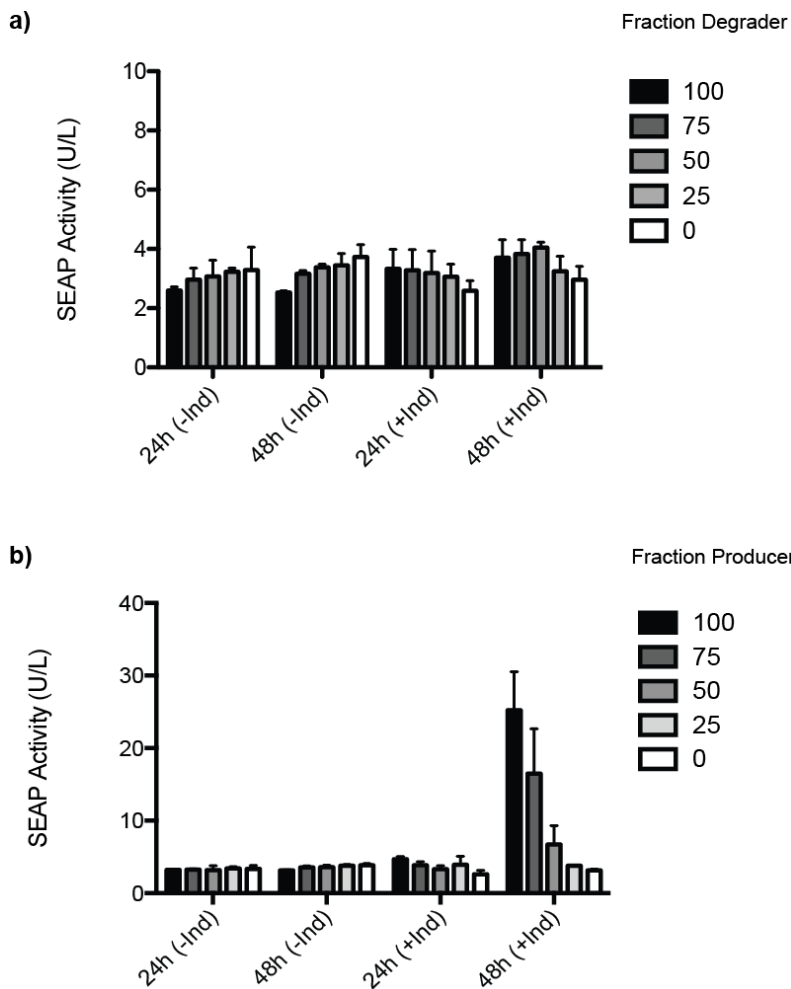 a)
Fraction Degrader
100
75
50
25
0
SEAP Activity (U/L)
10
8
6
4
2
0
24h (-Ind)
48h (-Ind)
24h (+Ind)
48h (+Ind)
b)
Fraction Producer
100
75
50
25
0
SEAP Activity (U/L)
40
30
20
10
0
24h (-Ind)
48h (-Ind)
24h (+Ind)
48h (+Ind)